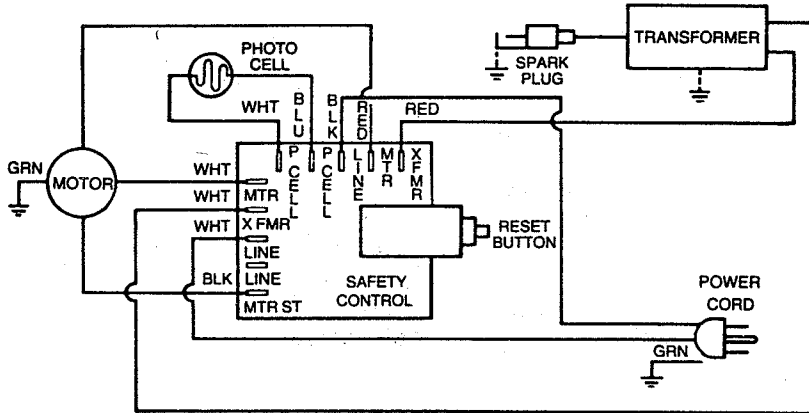 PHOTO
CELL
TRANSFORMER
SPARK
PLUG
WHT
BLU
BLK
RED
RED
GRN
MOTOR
WHT
WHT
WHT
BLK
P CELL
P CELL
LINE
MTR
XFMR
MTR
X FMR
LINE
LINE
MTR ST
SAFETY
CONTROL
RESET
BUTTON
POWER
CORD
GRN